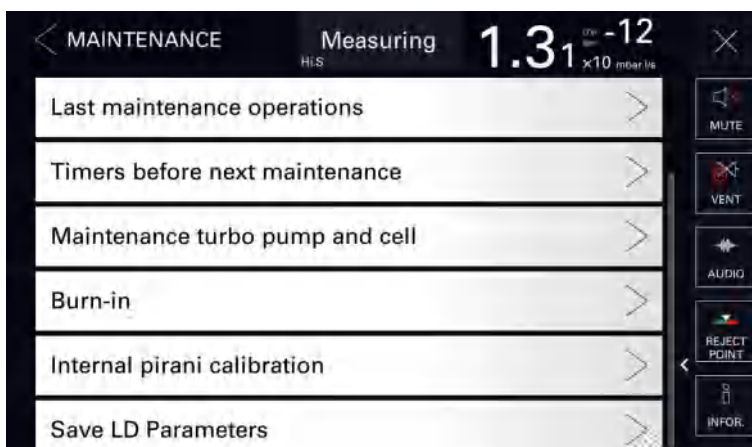 MAINTENANCE
Measuring
Hi.S
1.31 -12
x10 mbar l/s
Last maintenance operations
Timers before next maintenance
Maintenance turbo pump and cell
Burn-in
Internal pirani calibration
Save LD Parameters
MUTE
VENT
AUDIO
REJECT
POINT
INFOR.